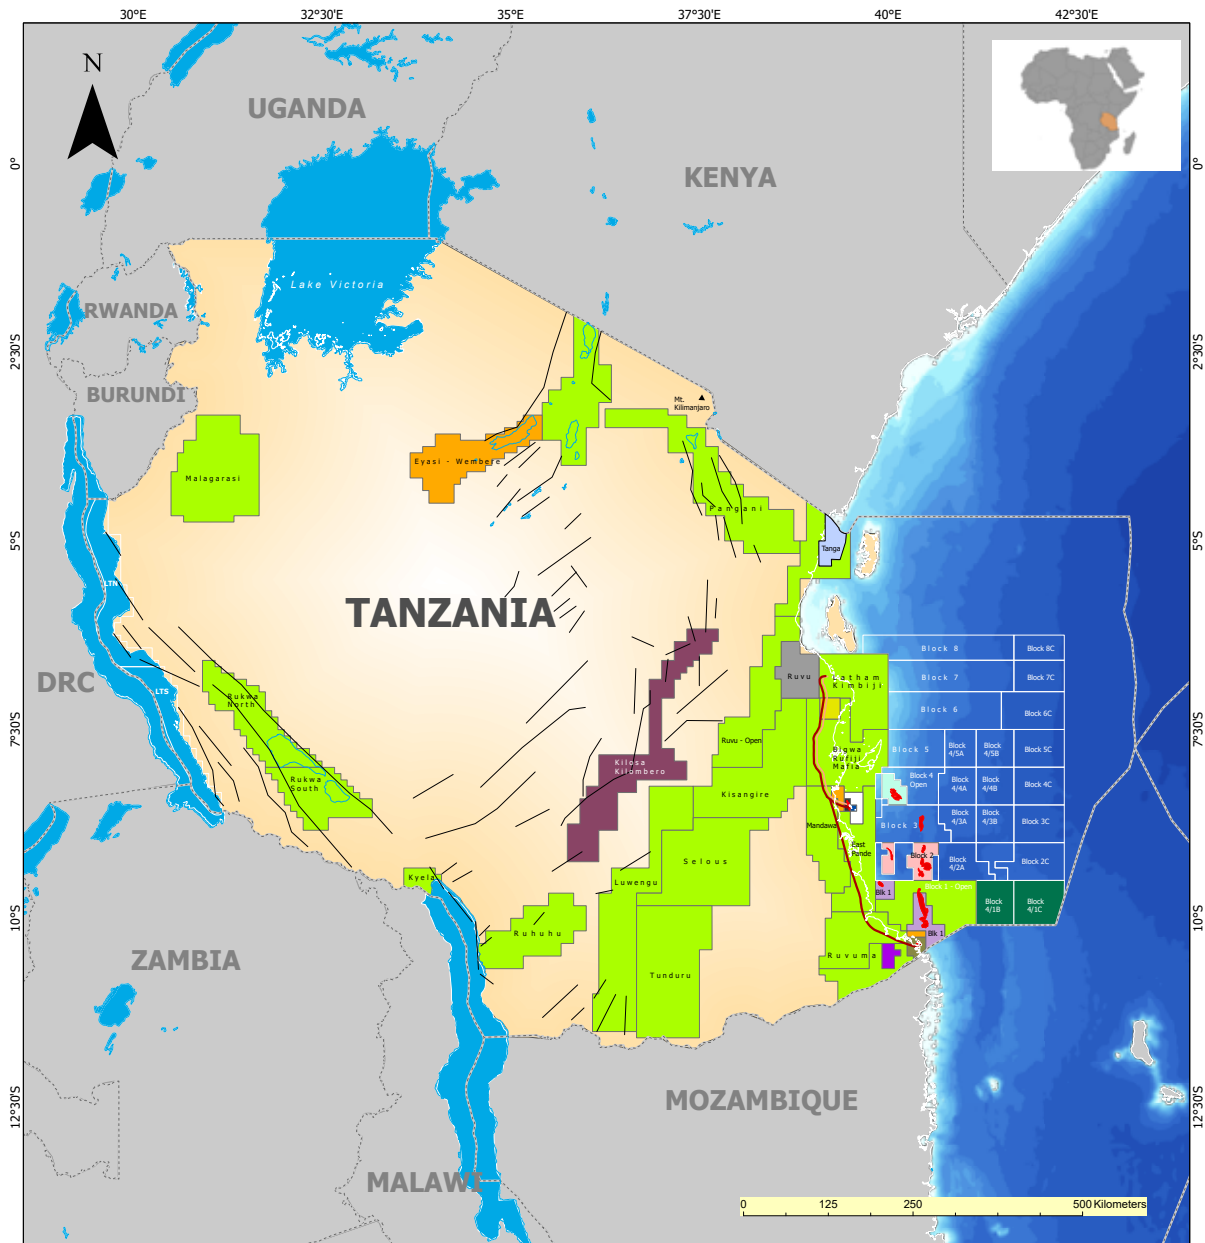 30°E
32°30'E
35°E
37°30'E
40°E
42°30'E
N
UGANDA
KENYA
0°
0°
Lake Victoria
RWANDA
2°30'S
2°30'S
BURUNDI
Mt.
Kilimanjaro
Eyasi - Wembere
Malagarasi
Pangani
5°S
5°S
Tanga
LTN
TANZANIA
Block 8
Block 8C
DRC
LTS
Ruvu
Latham
Kimbiji
Block 7
Block 7C
Rukwa
North
Block 6
Block 6C
7°30'S
7°30'S
Ruvu - Open
Bigwa
Rufiji
Mafia
Block 5
Block
4/5A
Block
4/5B
Block 5C
Kilosa
Kilombero
Rukwa
South
Block 4
Open
Block
4/4A
Block
4/4B
Block 4C
Kisangire
Mandawa
Block 3
Block
4/3A
Block
4/3B
Block 3C
East
Pande
Selous
Block 2
Block
4/2A
Block 2C
Kyela
Luwengu
Blk 1
Block 1 - Open
Block
4/1B
Block
4/1C
10°S
10°S
Ruhuhu
Blk 1
Ruvuma
ZAMBIA
Tunduru
MOZAMBIQUE
12°30'S
12°30'S
MALAWI
0
125
250
500 Kilometers